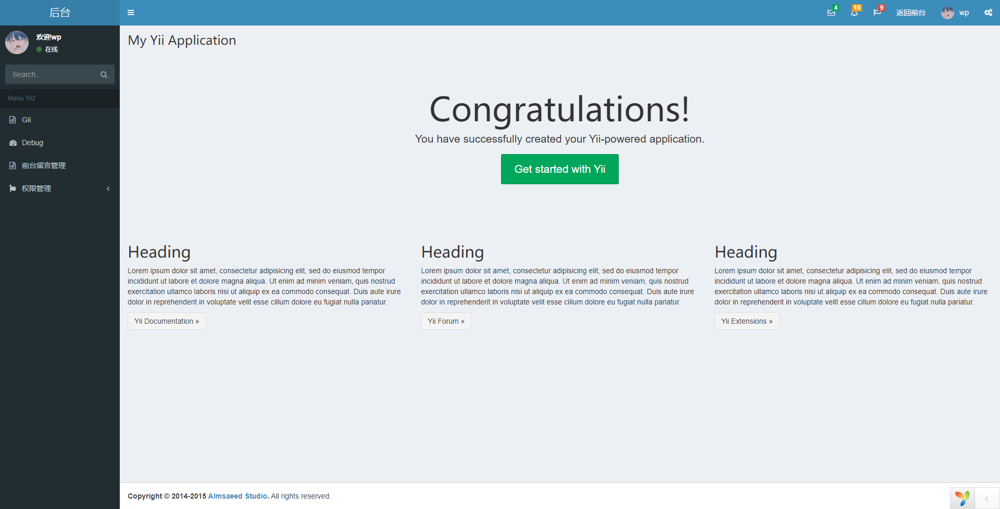 后台
4
10
9
返回前台
wp
欢迎wp
在线
Search...
Menu Yii2
Gii
Debug
前台留言管理
权限管理
My Yii Application
Congratulations!
You have successfully created your Yii-powered application.
Get started with Yii
Heading
Lorem ipsum dolor sit amet, consectetur adipisicing elit, sed do eiusmod tempor
incididunt ut labore et dolore magna aliqua. Ut enim ad minim veniam, quis nostrud
exercitation ullamco laboris nisi ut aliquip ex ea commodo consequat. Duis aute irure
dolor in reprehenderit in voluptate velit esse cillum dolore eu fugiat nulla pariatur.
Yii Documentation »
Heading
Lorem ipsum dolor sit amet, consectetur adipisicing elit, sed do eiusmod tempor
incididunt ut labore et dolore magna aliqua. Ut enim ad minim veniam, quis nostrud
exercitation ullamco laboris nisi ut aliquip ex ea commodo consequat. Duis aute irure
dolor in reprehenderit in voluptate velit esse cillum dolore eu fugiat nulla pariatur.
Yii Forum »
Heading
Lorem ipsum dolor sit amet, consectetur adipisicing elit, sed do eiusmod tempor
incididunt ut labore et dolore magna aliqua. Ut enim ad minim veniam, quis nostrud
exercitation ullamco laboris nisi ut aliquip ex ea commodo consequat. Duis aute irure
dolor in reprehenderit in voluptate velit esse cillum dolore eu fugiat nulla pariatur.
Yii Extensions »
Copyright © 2014-2015 Almsaeed Studio. All rights reserved.